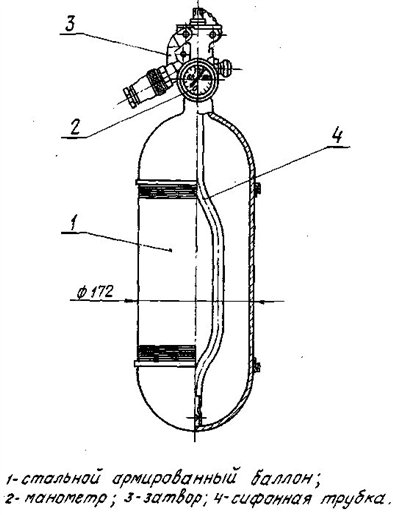 3
2
4
1
ф172
1-стальной армированный баллон;
2-манометр; 3-затвор; 4-сифонная трубка.